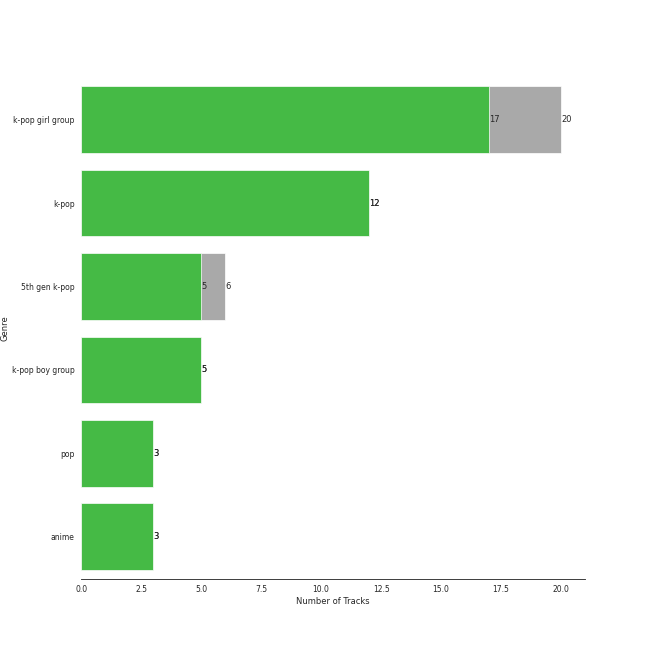 k-pop girl group 17 20
k-pop 12
5th gen k-pop 5 6
k-pop boy group 5
pop 3
anime 3
Genre
0.0 2.5 5.0 7.5 10.0 12.5 15.0 17.5 20.0
Number of Tracks